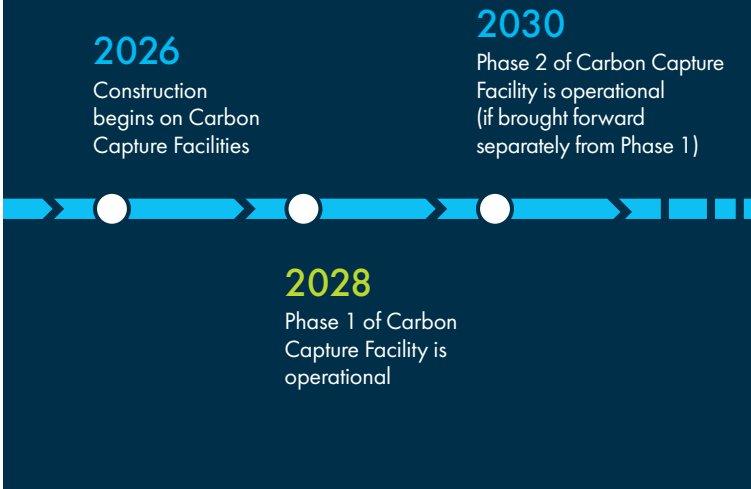 2026
Construction
begins on Carbon
Capture Facilities
2028
Phase 1 of Carbon
Capture Facility is
operational
2030
Phase 2 of Carbon Capture
Facility is operational
(if brought forward
separately from Phase 1)